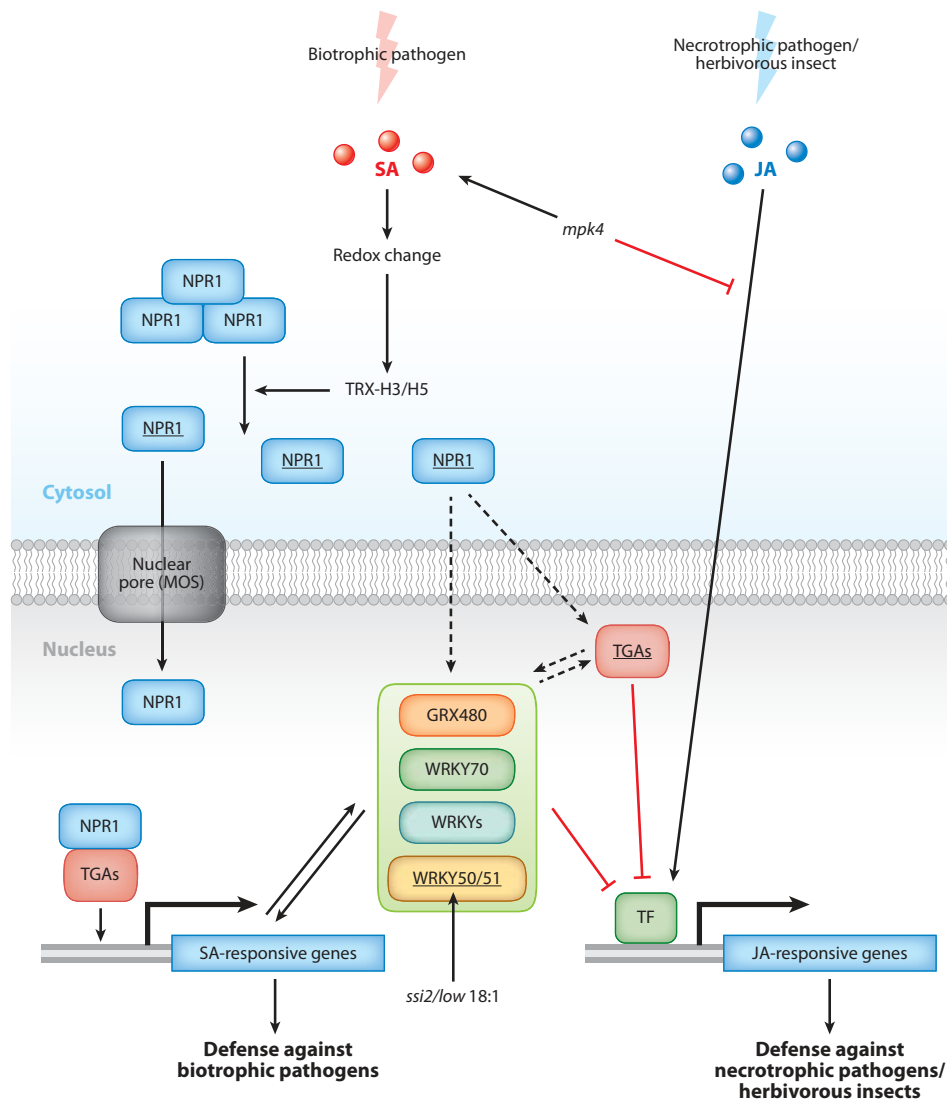 Biotrophic pathogen
Necrotrophic pathogen/
herbivorous insect
SA
JA
mpk4
Redox change
NPR1
NPR1
NPR1
TRX-H3/H5
NPR1
NPR1
NPR1
Cytosol
Nuclear
pore (MOS)
Nucleus
TGAs
NPR1
GRX480
WRKY70
WRKYs
WRKY50/51
NPR1
TGAs
TF
SA-responsive genes
JA-responsive genes
ssi2/low 18:1
Defense against
biotrophic pathogens
Defense against
necrotrophic pathogens/
herbivorous insects